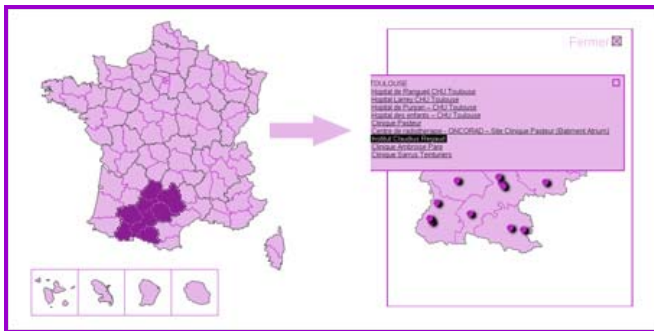 Fermer
TOULOUSE
Hopital de Rangueil CHU Toulouse
Hopital Larrey CHU Toulouse
Hopital de Purpan – CHU Toulouse
Hopital des enfants – CHU Toulouse
Clinique Pasteur
Centre de radiotherapie – ONCORAD – Site Clinique Pasteur (Batiment Atrium)
Institut Claudius Regaud
Clinique Ambroise Pare
Clinique Sarrus Teinturiers